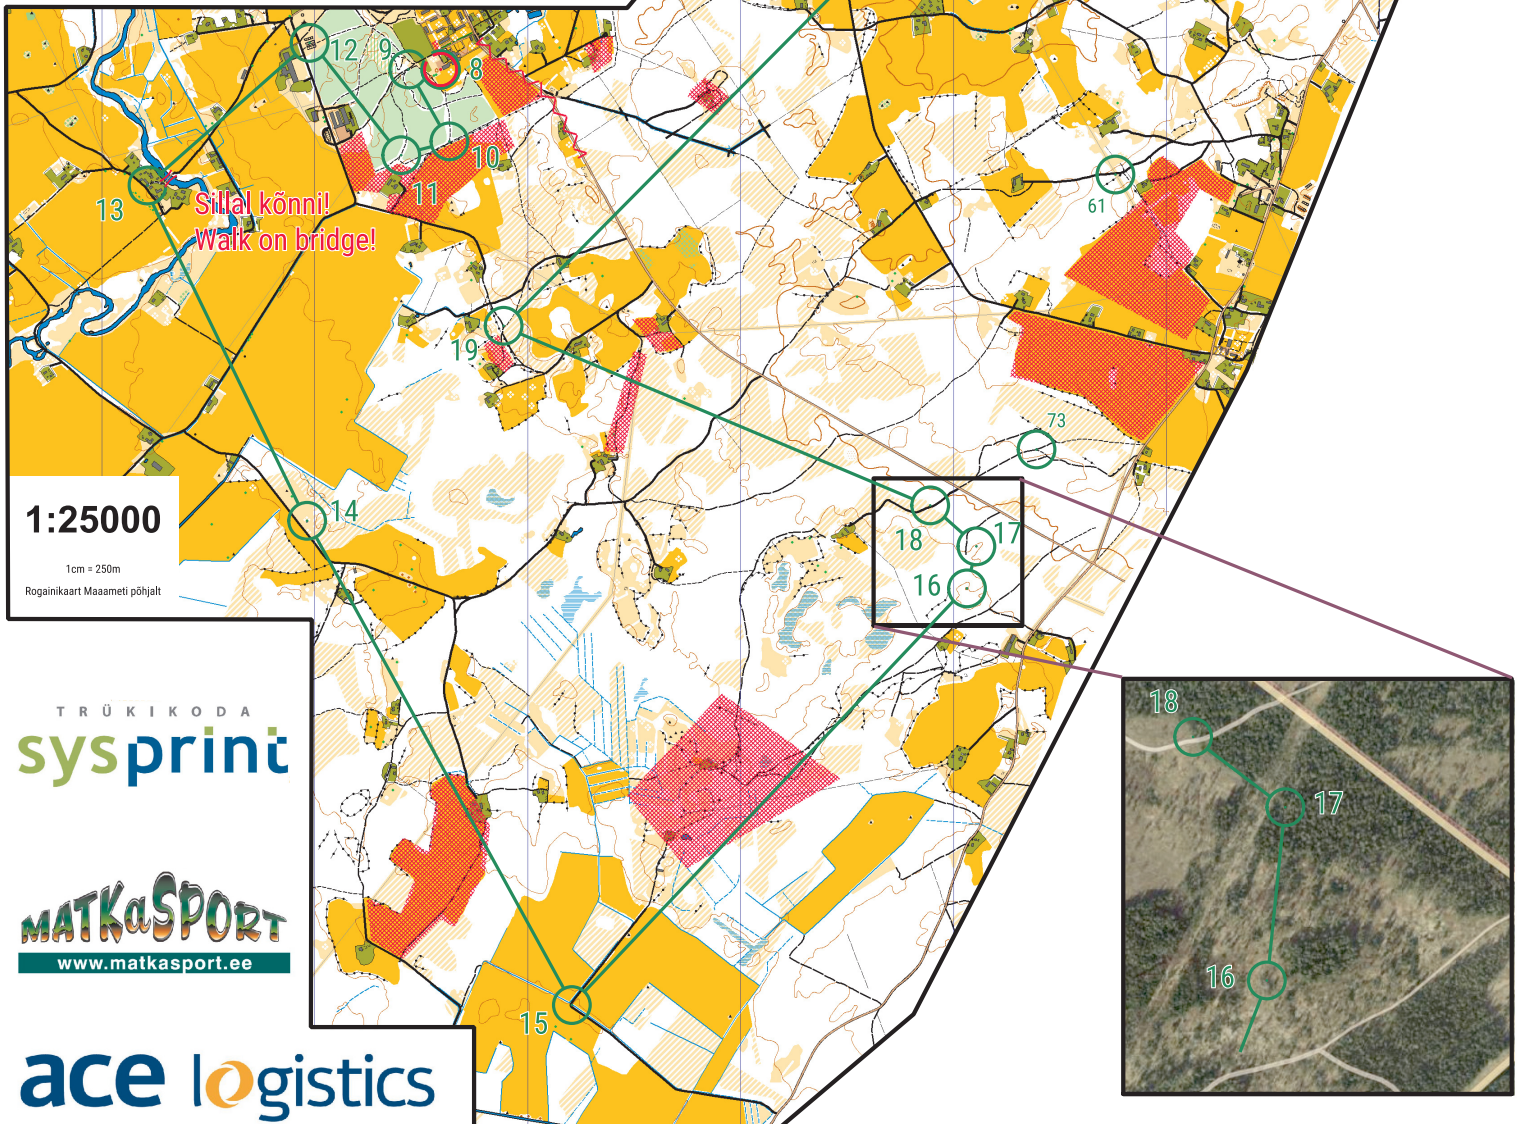 12
9
8
10
11
13
Sillal kõnni!
Walk on bridge!
61
19
73
14
1:25000
1cm = 250m
Rogainikaart Maaameti põhjalt
18
17
16
18
17
16
15
TRÜKIKODA
sysprint
MATKaSPORT
www.matkasport.ee
ace logistics